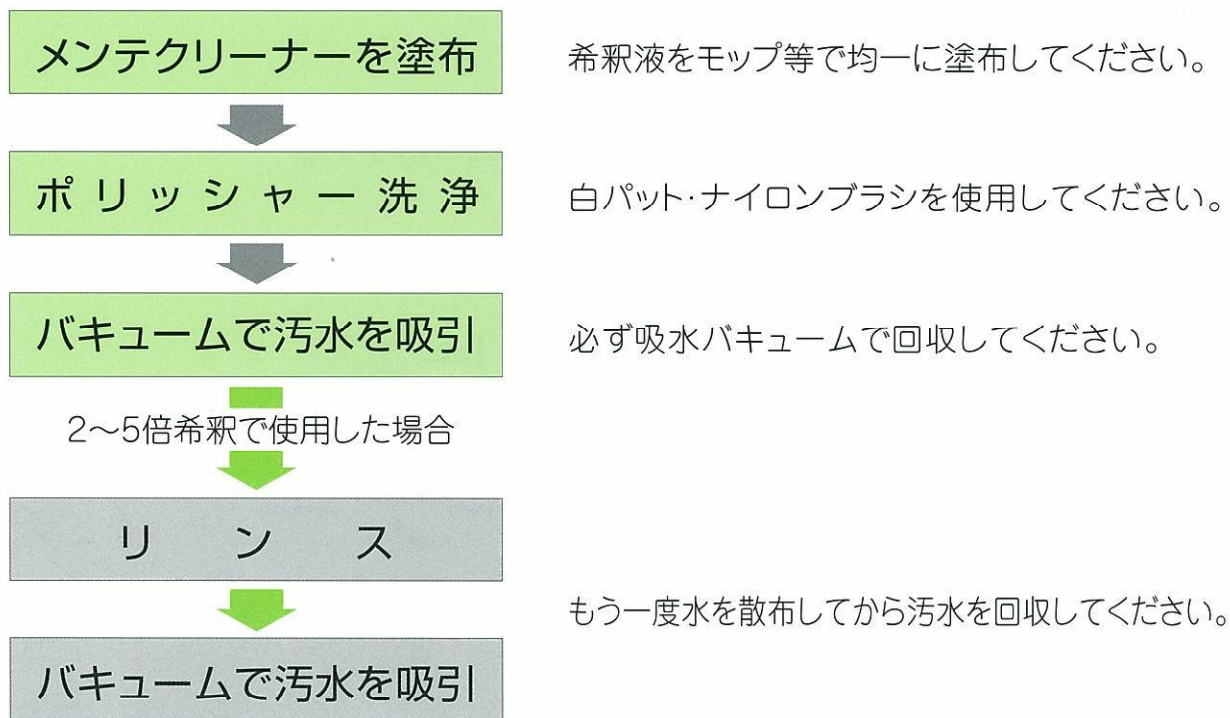 メンテクリーナーを塗布
希釈液をモップ等で均一に塗布してください。
ポリッシャー洗浄
白パット・ナイロンブラシを使用してください。
バキュームで汚水を吸引
必ず吸水バキュームで回収してください。
2〜5倍希釈で使用した場合
リンス
もう一度水を散布してから汚水を回収してください。
バキュームで汚水を吸引